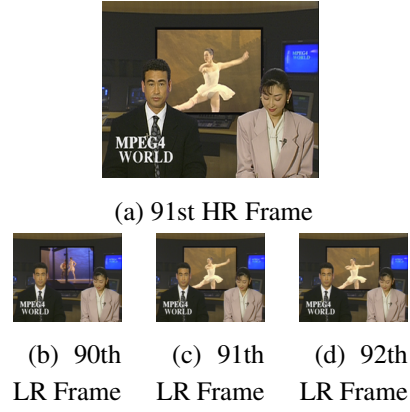 MPEG4
WORLD
(a) 91st HR Frame
MPEG4
WORLD
MPEG4
WORLD
MPEG4
WORLD
(b) 90th
LR Frame
(c) 91th
LR Frame
(d) 92th
LR Frame